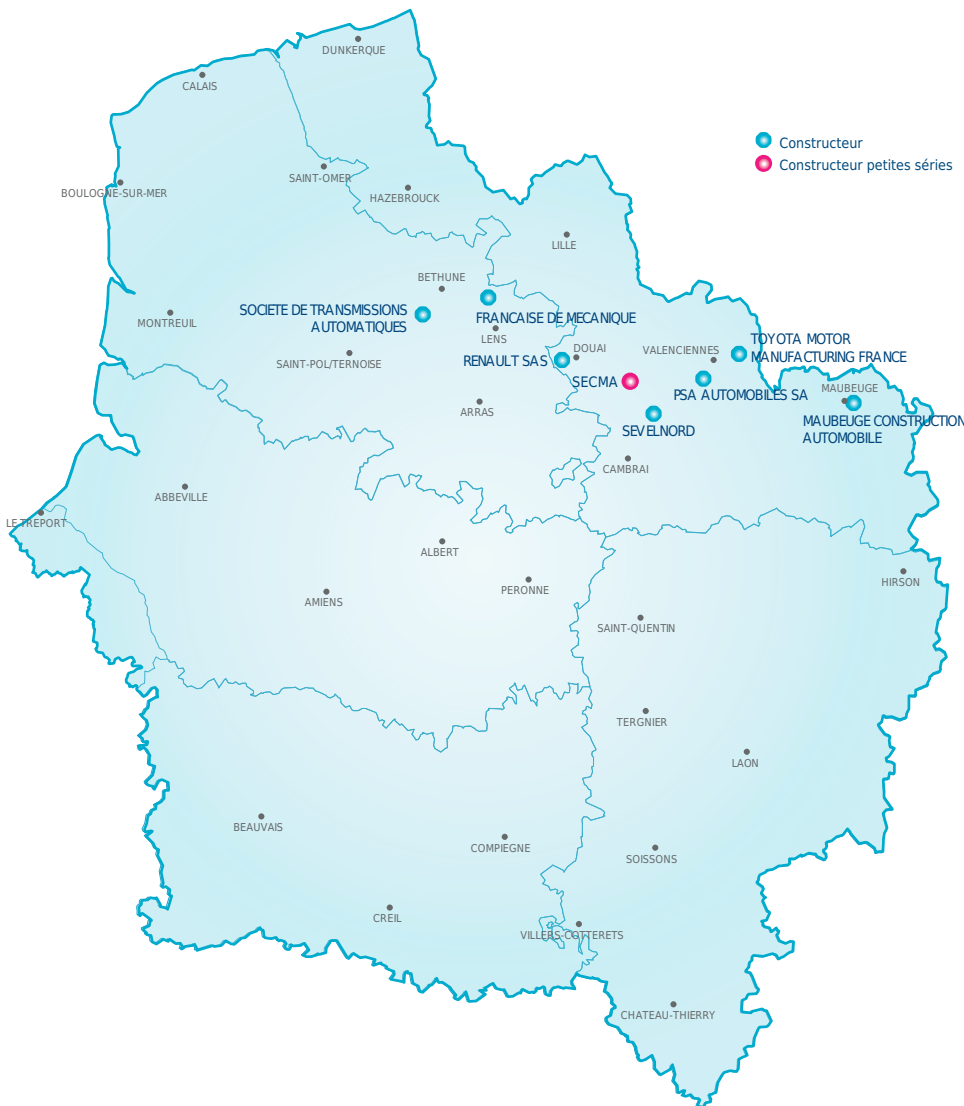 DUNKERQUE
CALAIS
Constructeur
Constructeur petites séries
SAINT-OMER
BOULOGNE-SUR-MER
HAZEBROUCK
LILLE
BETHUNE
SOCIETE DE TRANSMISSIONS
AUTOMATIQUES
FRANCAISE DE MECANIQUE
MONTREUIL
LENS
TOYOTA MOTOR
MANUFACTURING FRANCE
DOUAI
VALENCIENNES
RENAULT SAS
SAINT-POL/TERNOISE
SECMA
MAUBEUGE
PSA AUTOMOBILES SA
ARRAS
MAUBEUGE CONSTRUCTION
AUTOMOBILE
SEVELNORD
CAMBRAI
ABBEVILLE
LE TREPORT
ALBERT
HIRSON
PERONNE
AMIENS
SAINT-QUENTIN
TERGNIER
LAON
BEAUVAIS
COMPIEGNE
SOISSONS
CREIL
VILLERS-COTTERETS
CHATEAU-THIERRY